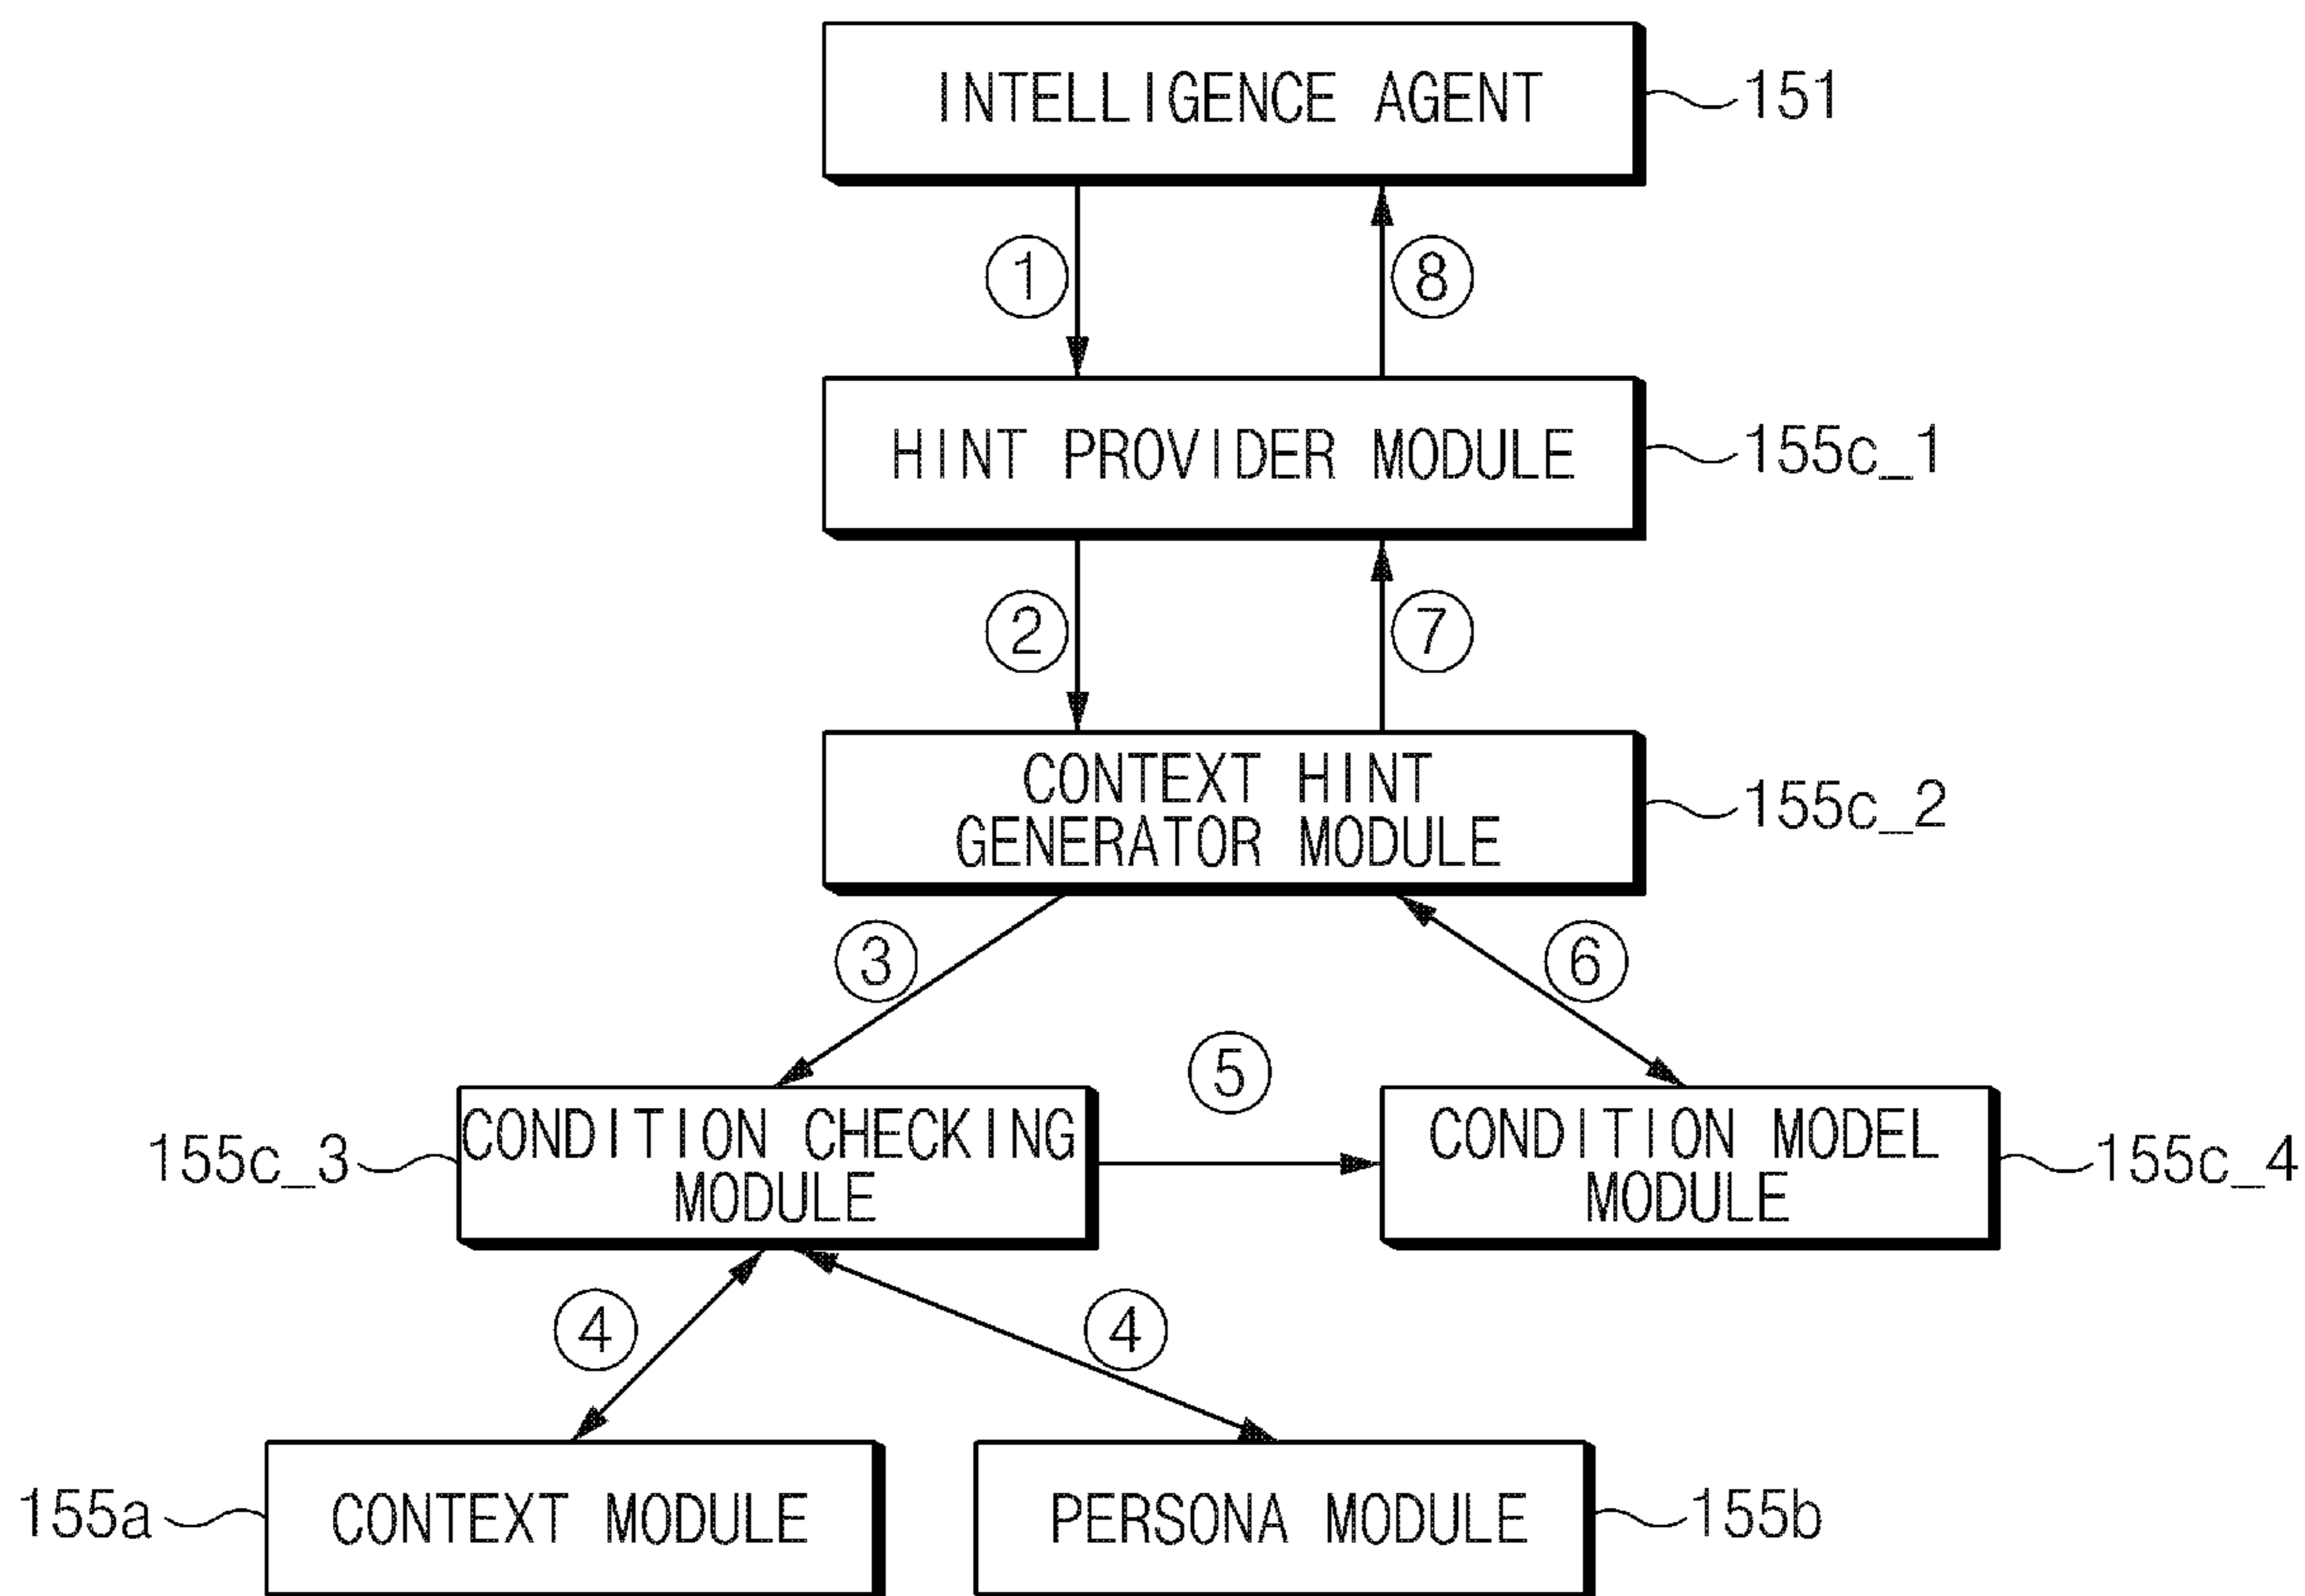 INTELLIGENCE AGENT
151
① ⑧
HINT PROVIDER MODULE
155c_1
② ⑦
CONTEXT HINT
GENERATOR MODULE
155c_2
③ ⑥
⑤
CONDITION CHECKING
MODULE
155c_3
CONDITION MODEL
MODULE
155c_4
④ ④
155a
CONTEXT MODULE
PERSONA MODULE
155b